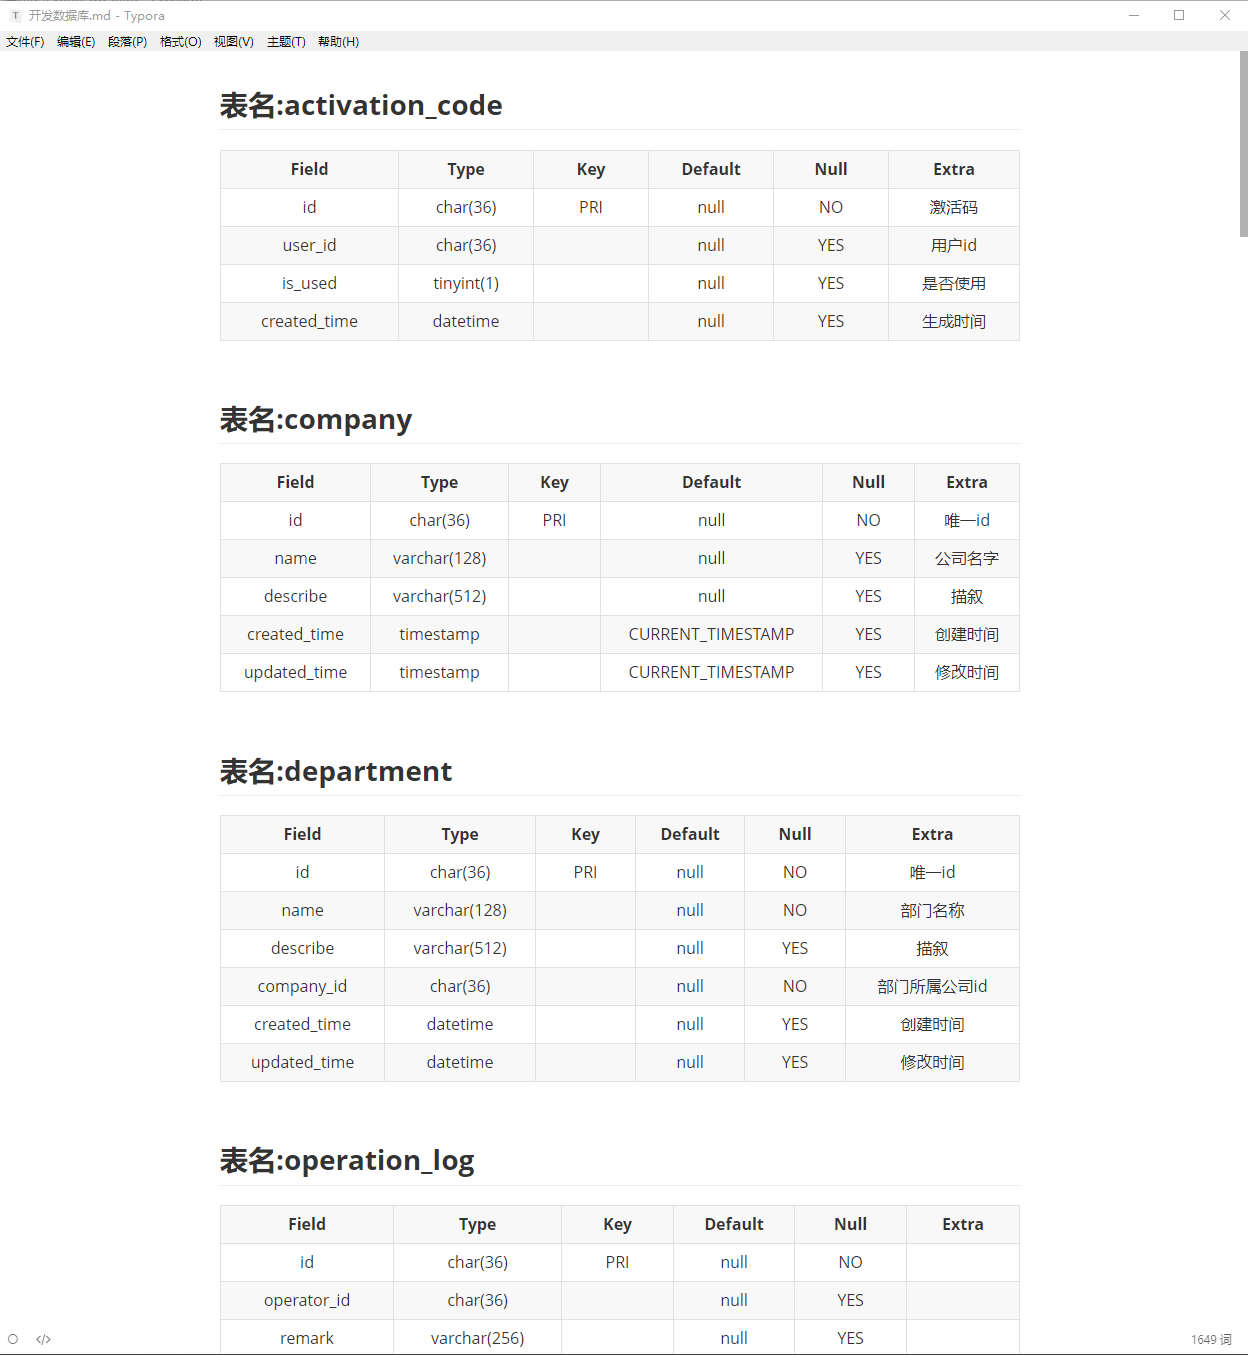 开发数据库.md - Typora
文件(F) 编辑(E) 段落(P) 格式(O) 视图(V) 主题(T) 帮助(H)
表名:activation_code
Field Type Key Default Null Extra
id char(36) PRI null NO 激活码
user_id char(36) null YES 用户id
is_used tinyint(1) null YES 是否使用
created_time datetime null YES 生成时间
表名:company
Field Type Key Default Null Extra
id char(36) PRI null NO 唯一id
name varchar(128) null YES 公司名字
describe varchar(512) null YES 描叙
created_time timestamp CURRENT_TIMESTAMP YES 创建时间
updated_time timestamp CURRENT_TIMESTAMP YES 修改时间
表名:department
Field Type Key Default Null Extra
id char(36) PRI null NO 唯一id
name varchar(128) null NO 部门名称
describe varchar(512) null YES 描叙
company_id char(36) null NO 部门所属公司id
created_time datetime null YES 创建时间
updated_time datetime null YES 修改时间
表名:operation_log
Field Type Key Default Null Extra
id char(36) PRI null NO
operator_id char(36) null YES
remark varchar(256) null YES
</> 1649 词